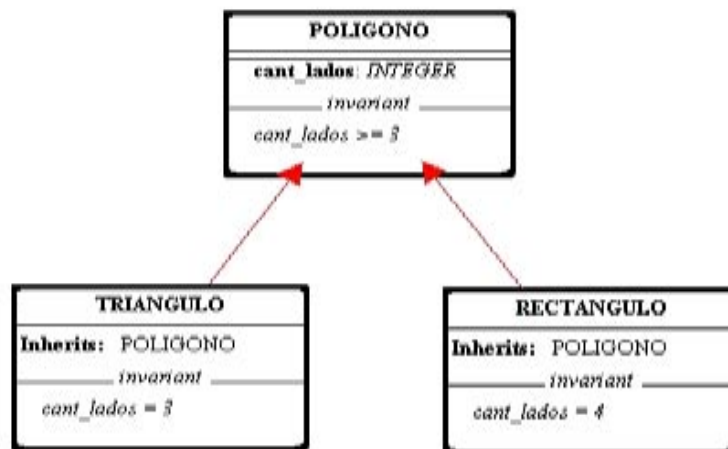 POLIGONO
cant_lados: INTEGER
invariant
cant_lados >= 3
TRIANGULO
Inherits: POLIGONO
invariant
cant_lados = 3
RECTANGULO
Inherits: POLIGONO
invariant
cant_lados = 4